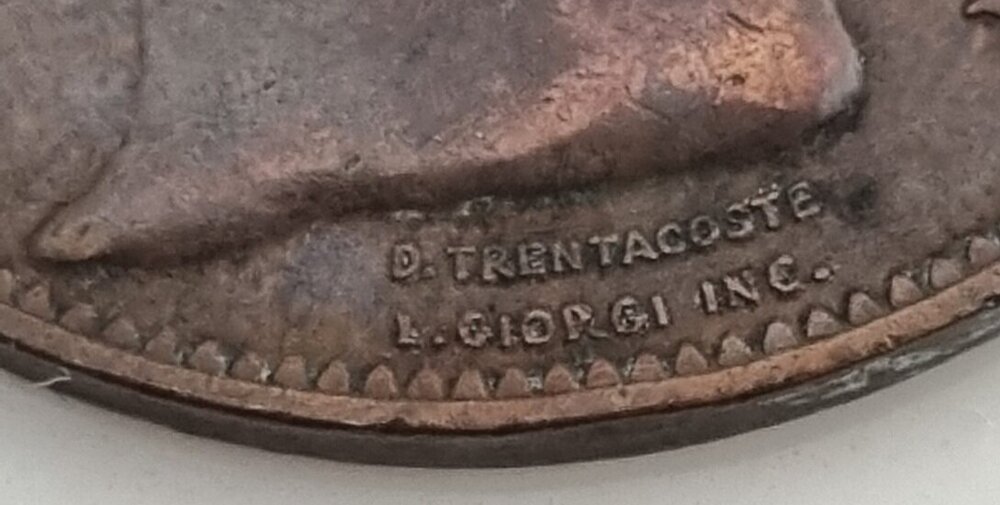 D. TRENTACOSTE
L. GIORGI INC.